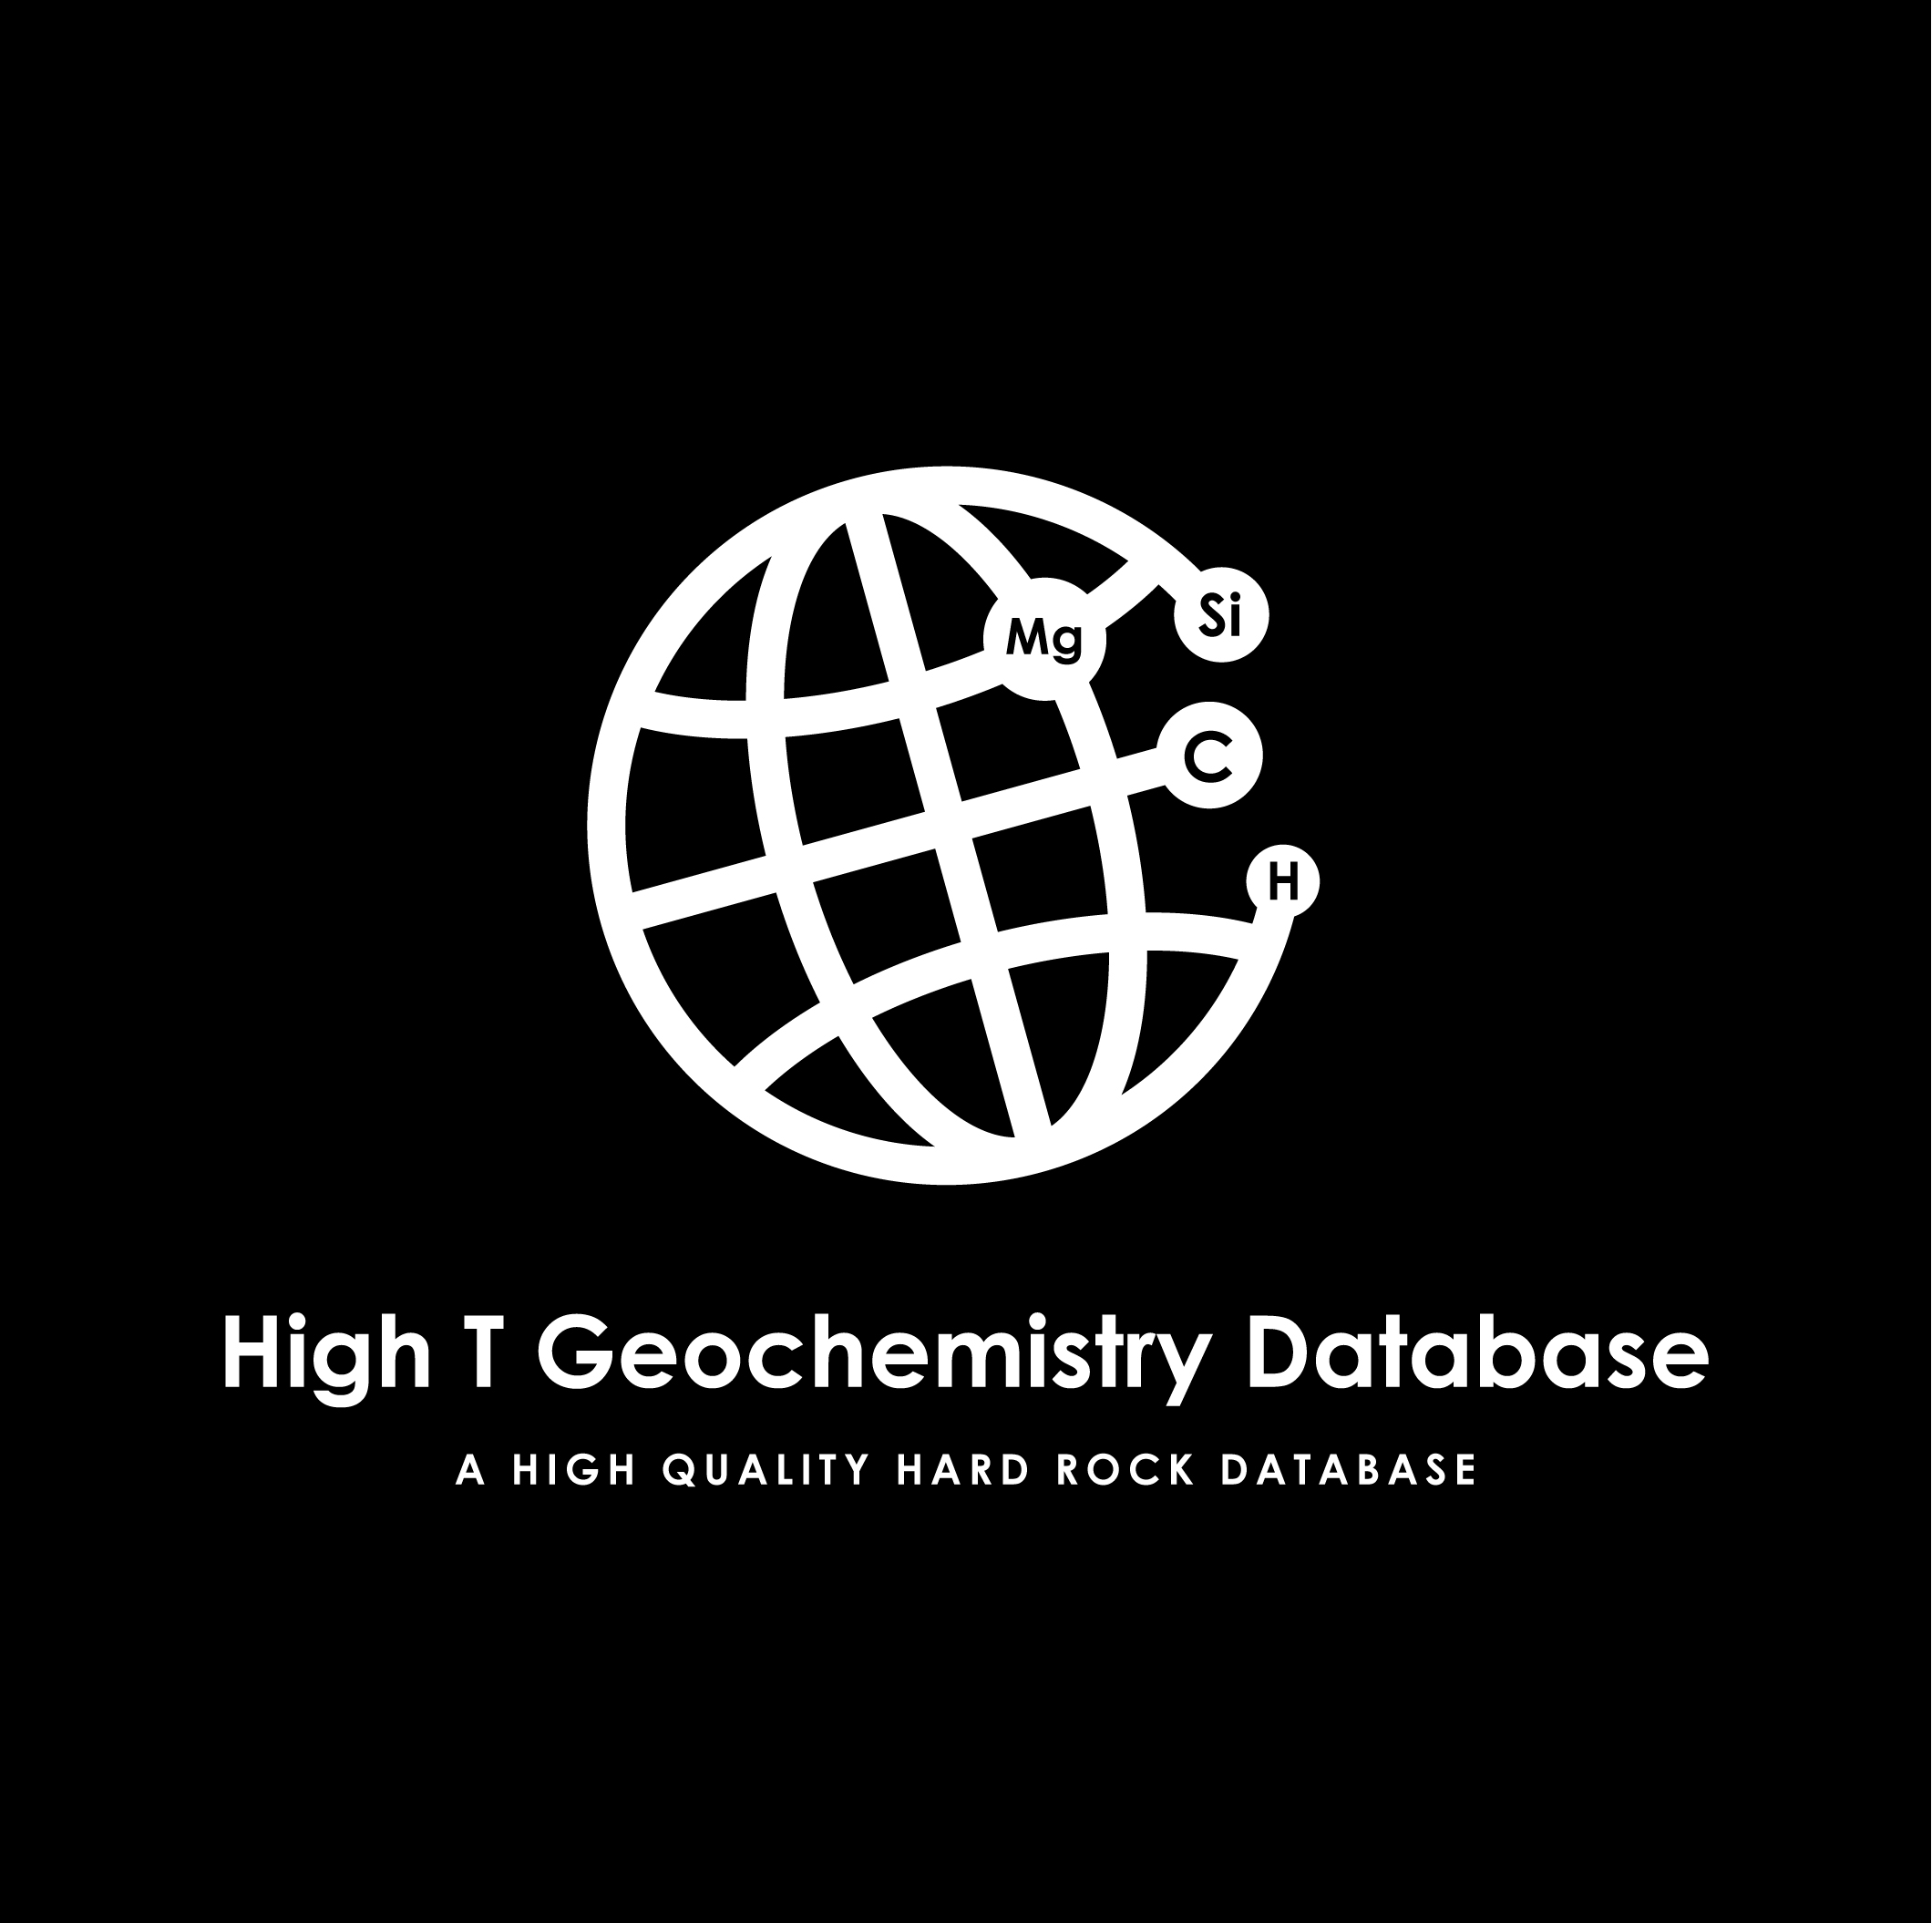 Mg
Si
C
H
High T Geochemistry Database
A HIGH QUALITY HARD ROCK DATABASE